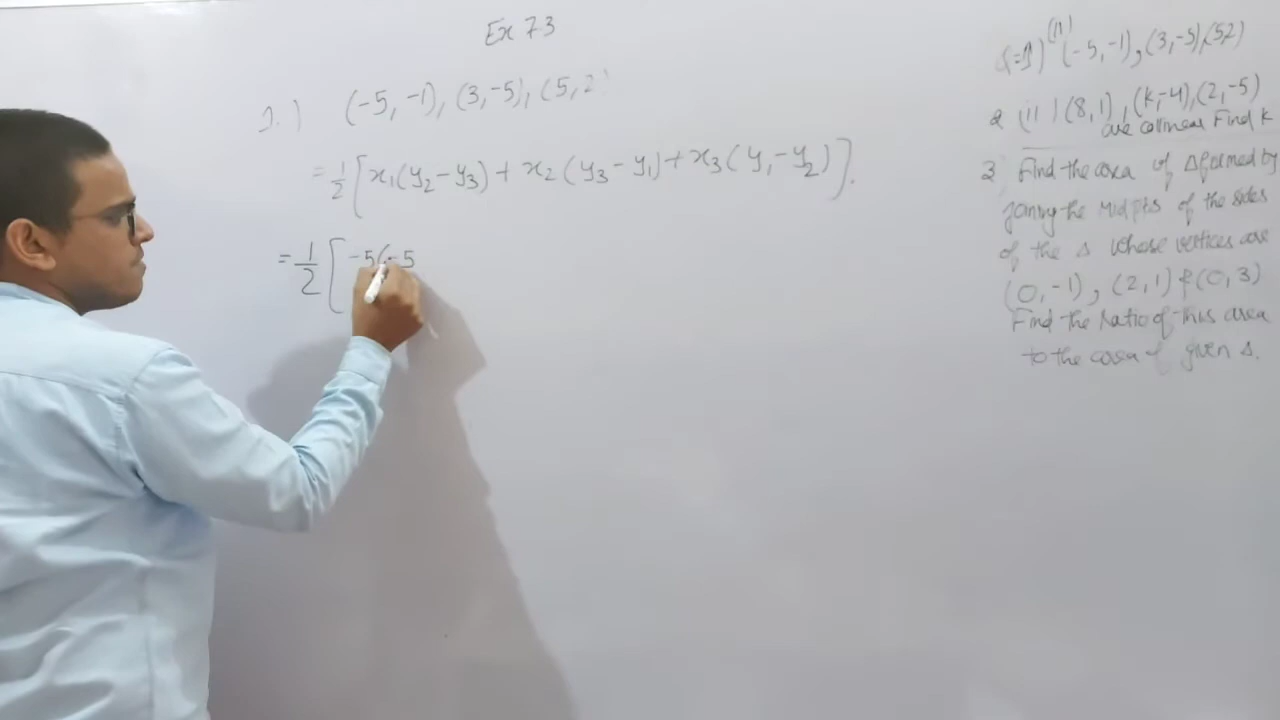 Ex 7.3
1.) (-5, -1), (3, -5), (5, 2)
= 1/2 [x₁(y₂ - y₃) + x₂(y₃ - y₁) + x₃(y₁ - y₂)].
= 1/2 [-5(-5
(11) (-5, -1), (3, -5), (5,2)
2 (11) (8, 1), (k, -4), (2, -5)
are collinear Find k
3 Find the area of Δ formed by
joining the Mid pts of the sides
of the Δ whose vertices are
(0, -1), (2, 1) & (0, 3)
Find the Ratio of this area
to the area of given Δ.